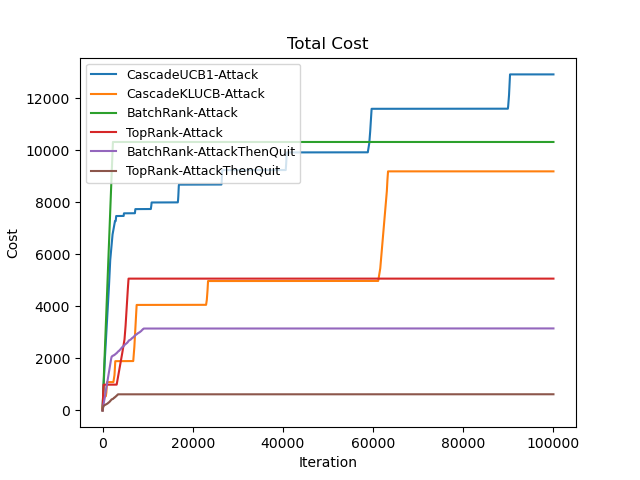 Total Cost
CascadeUCB1-Attack
CascadeKLUCB-Attack
BatchRank-Attack
TopRank-Attack
BatchRank-AttackThenQuit
TopRank-AttackThenQuit
Cost
12000
10000
8000
6000
4000
2000
0
0 20000 40000 60000 80000 100000
Iteration